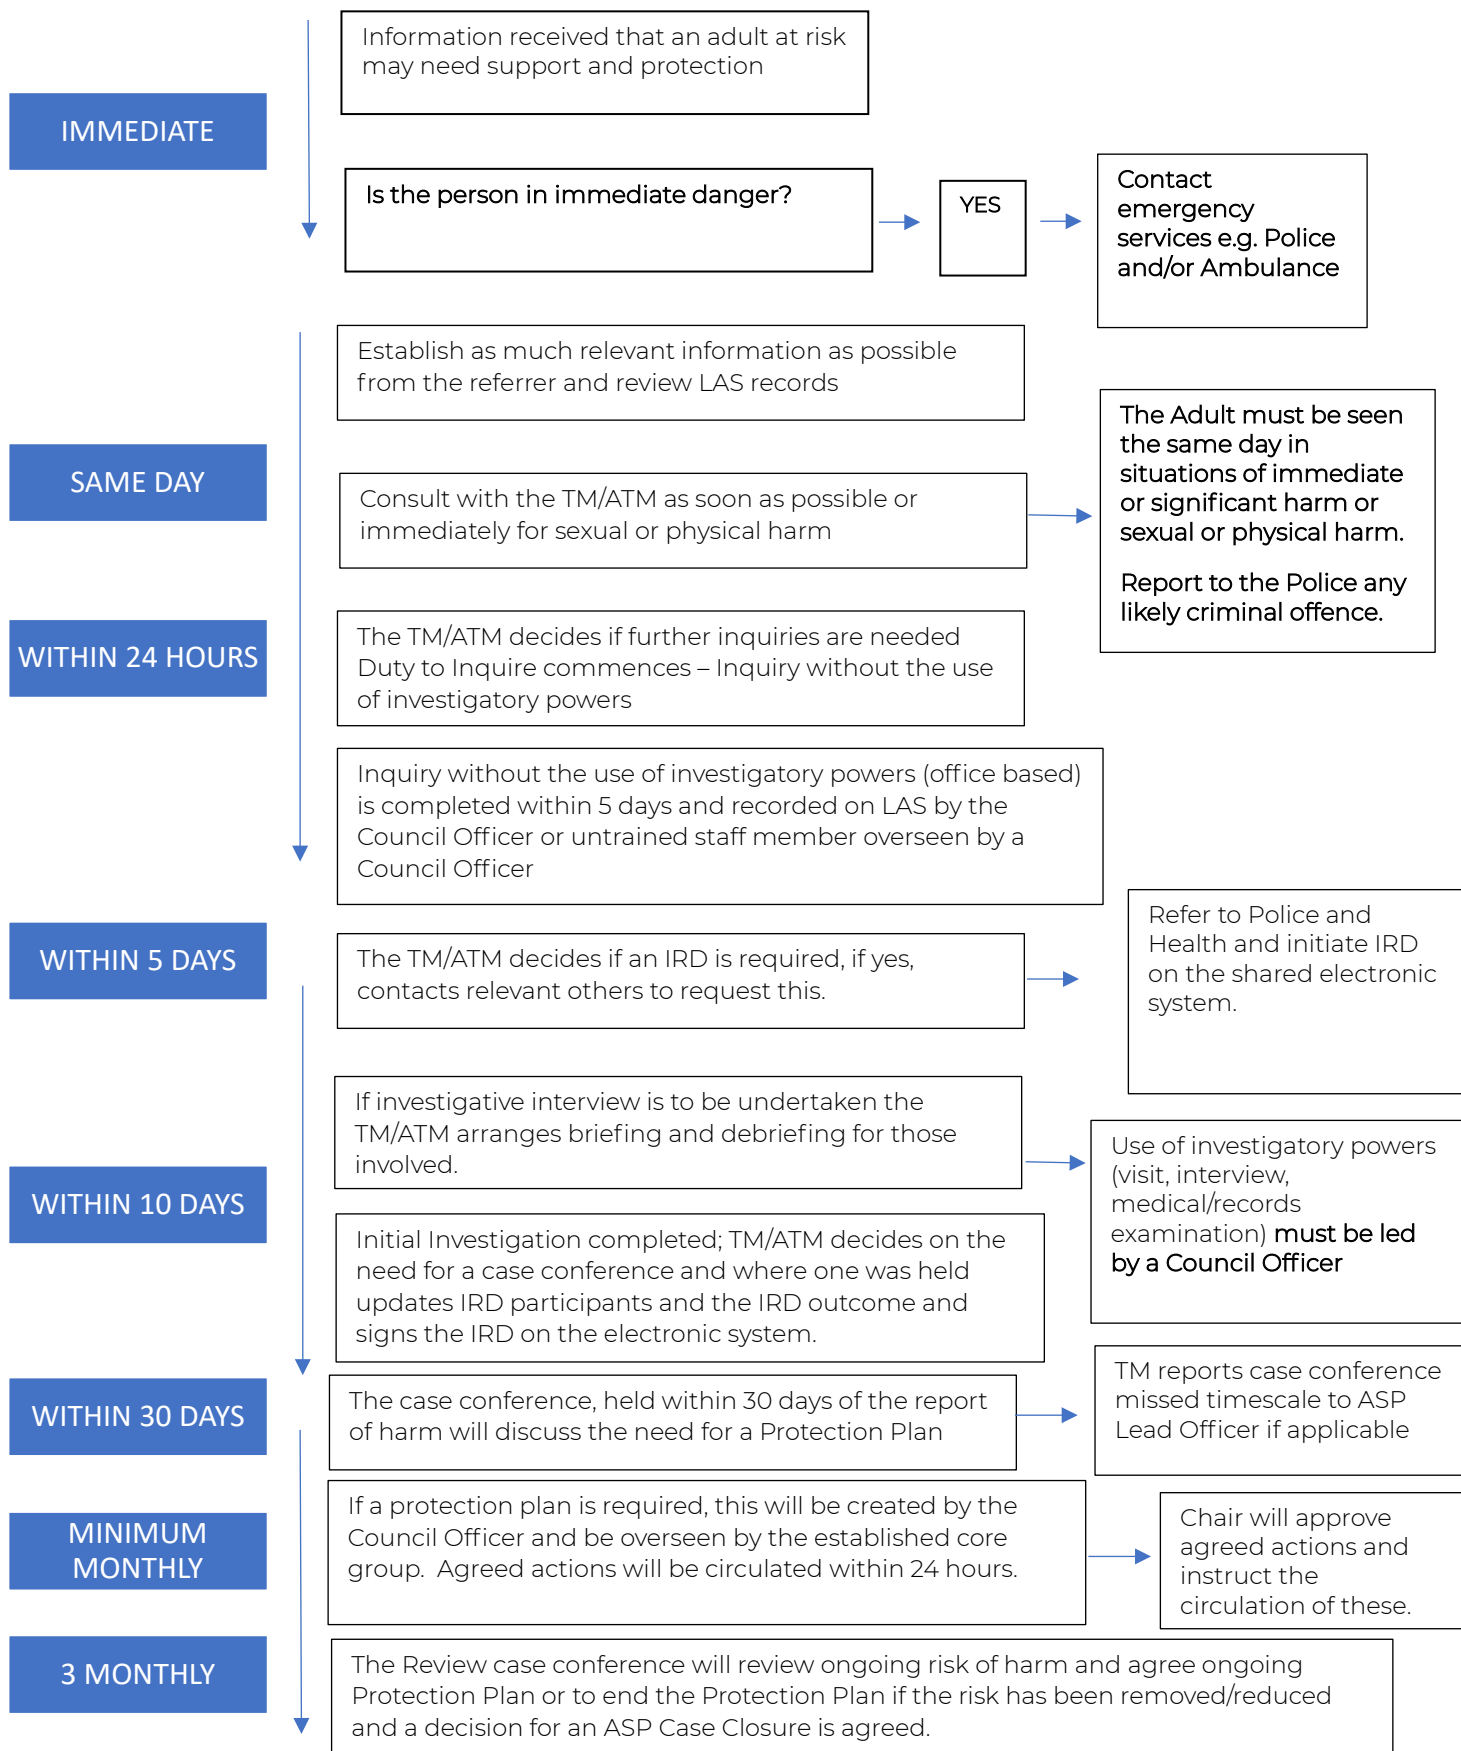 Information received that an adult at risk
may need support and protection
IMMEDIATE
Is the person in immediate danger?
YES
Contact
emergency
services e.g. Police
and/or Ambulance
Establish as much relevant information as possible
from the referrer and review LAS records
SAME DAY
Consult with the TM/ATM as soon as possible or
immediately for sexual or physical harm
The Adult must be seen
the same day in
situations of immediate
or significant harm or
sexual or physical harm.
Report to the Police any
likely criminal offence.
WITHIN 24 HOURS
The TM/ATM decides if further inquiries are needed
Duty to Inquire commences – Inquiry without the use
of investigatory powers
Inquiry without the use of investigatory powers (office based)
is completed within 5 days and recorded on LAS by the
Council Officer or untrained staff member overseen by a
Council Officer
WITHIN 5 DAYS
The TM/ATM decides if an IRD is required, if yes,
contacts relevant others to request this.
Refer to Police and
Health and initiate IRD
on the shared electronic
system.
If investigative interview is to be undertaken the
TM/ATM arranges briefing and debriefing for those
involved.
Use of investigatory powers
(visit, interview,
medical/records
examination) must be led
by a Council Officer
WITHIN 10 DAYS
Initial Investigation completed; TM/ATM decides on the
need for a case conference and where one was held
updates IRD participants and the IRD outcome and
signs the IRD on the electronic system.
WITHIN 30 DAYS
The case conference, held within 30 days of the report
of harm will discuss the need for a Protection Plan
TM reports case conference
missed timescale to ASP
Lead Officer if applicable
MINIMUM
MONTHLY
If a protection plan is required, this will be created by the
Council Officer and be overseen by the established core
group.  Agreed actions will be circulated within 24 hours.
Chair will approve
agreed actions and
instruct the
circulation of these.
3 MONTHLY
The Review case conference will review ongoing risk of harm and agree ongoing
Protection Plan or to end the Protection Plan if the risk has been removed/reduced
and a decision for an ASP Case Closure is agreed.